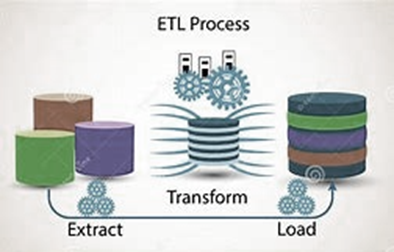 ETL Process
Transform
Extract
Load